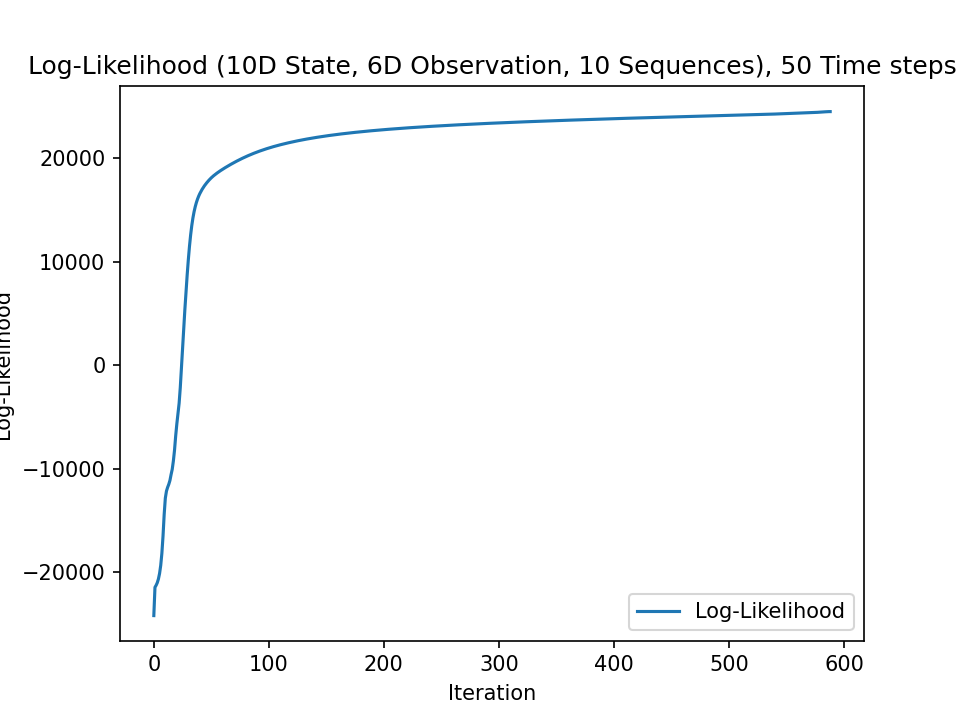 Log-Likelihood (10D State, 6D Observation, 10 Sequences), 50 Time steps
20000
10000
0
−10000
−20000
Log-Likelihood
Log-Likelihood
0 100 200 300 400 500 600
Iteration